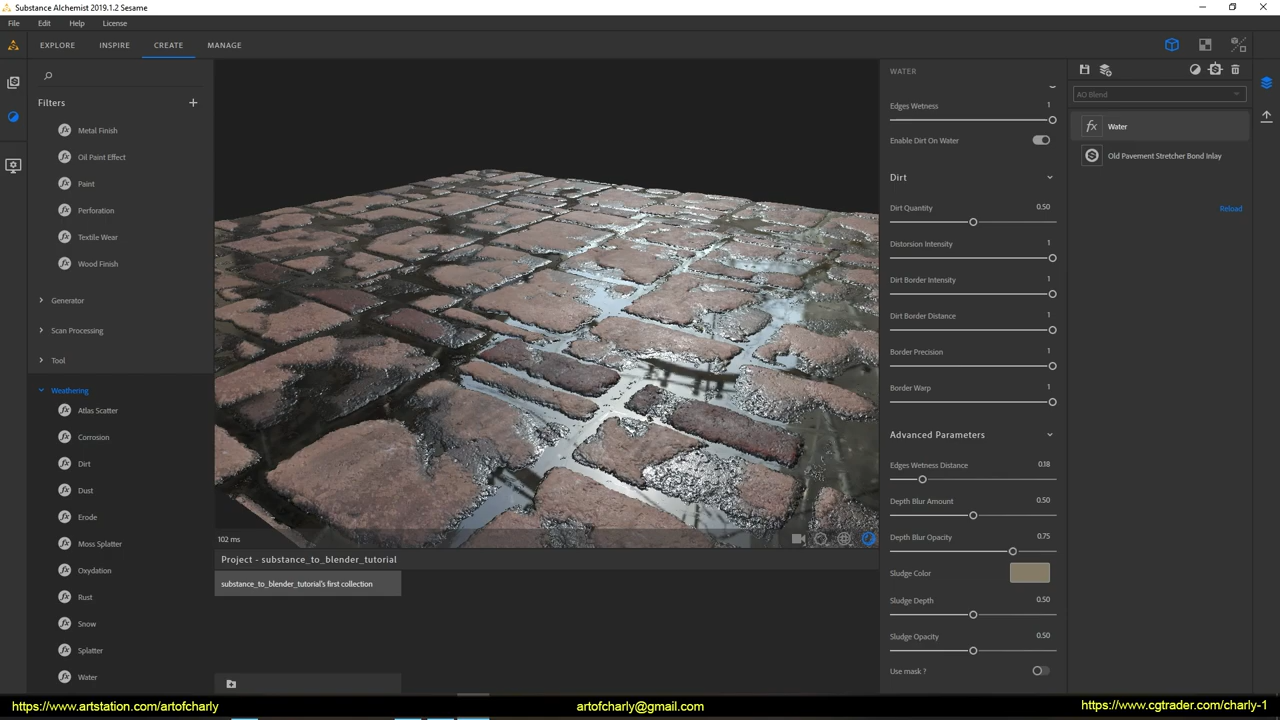 Substance Alchemist 2019.1.2 Sesame
File Edit Help License
EXPLORE INSPIRE CREATE MANAGE
Filters
Metal Finish
Oil Paint Effect
Paint
Perforation
Textile Wear
Wood Finish
Generator
Scan Processing
Tool
Weathering
Atlas Scatter
Corrosion
Dirt
Dust
Erode
Moss Splatter
Oxydation
Rust
Snow
Splatter
Water
102 ms
Project - substance_to_blender_tutorial
substance_to_blender_tutorial's first collection
WATER
Edges Wetness 1
Enable Dirt On Water
Dirt
Dirt Quantity 0.50
Distorsion Intensity 1
Dirt Border Intensity 1
Dirt Border Distance 1
Border Precision 1
Border Warp 1
Advanced Parameters
Edges Wetness Distance 0.18
Depth Blur Amount 0.50
Depth Blur Opacity 0.75
Sludge Color
Sludge Depth 0.50
Sludge Opacity 0.50
Use mask ?
AO Blend
Water
Old Pavement Stretcher Bond Inlay
Reload
https://www.artstation.com/artofcharly artofcharly@gmail.com https://www.cgtrader.com/charly-1